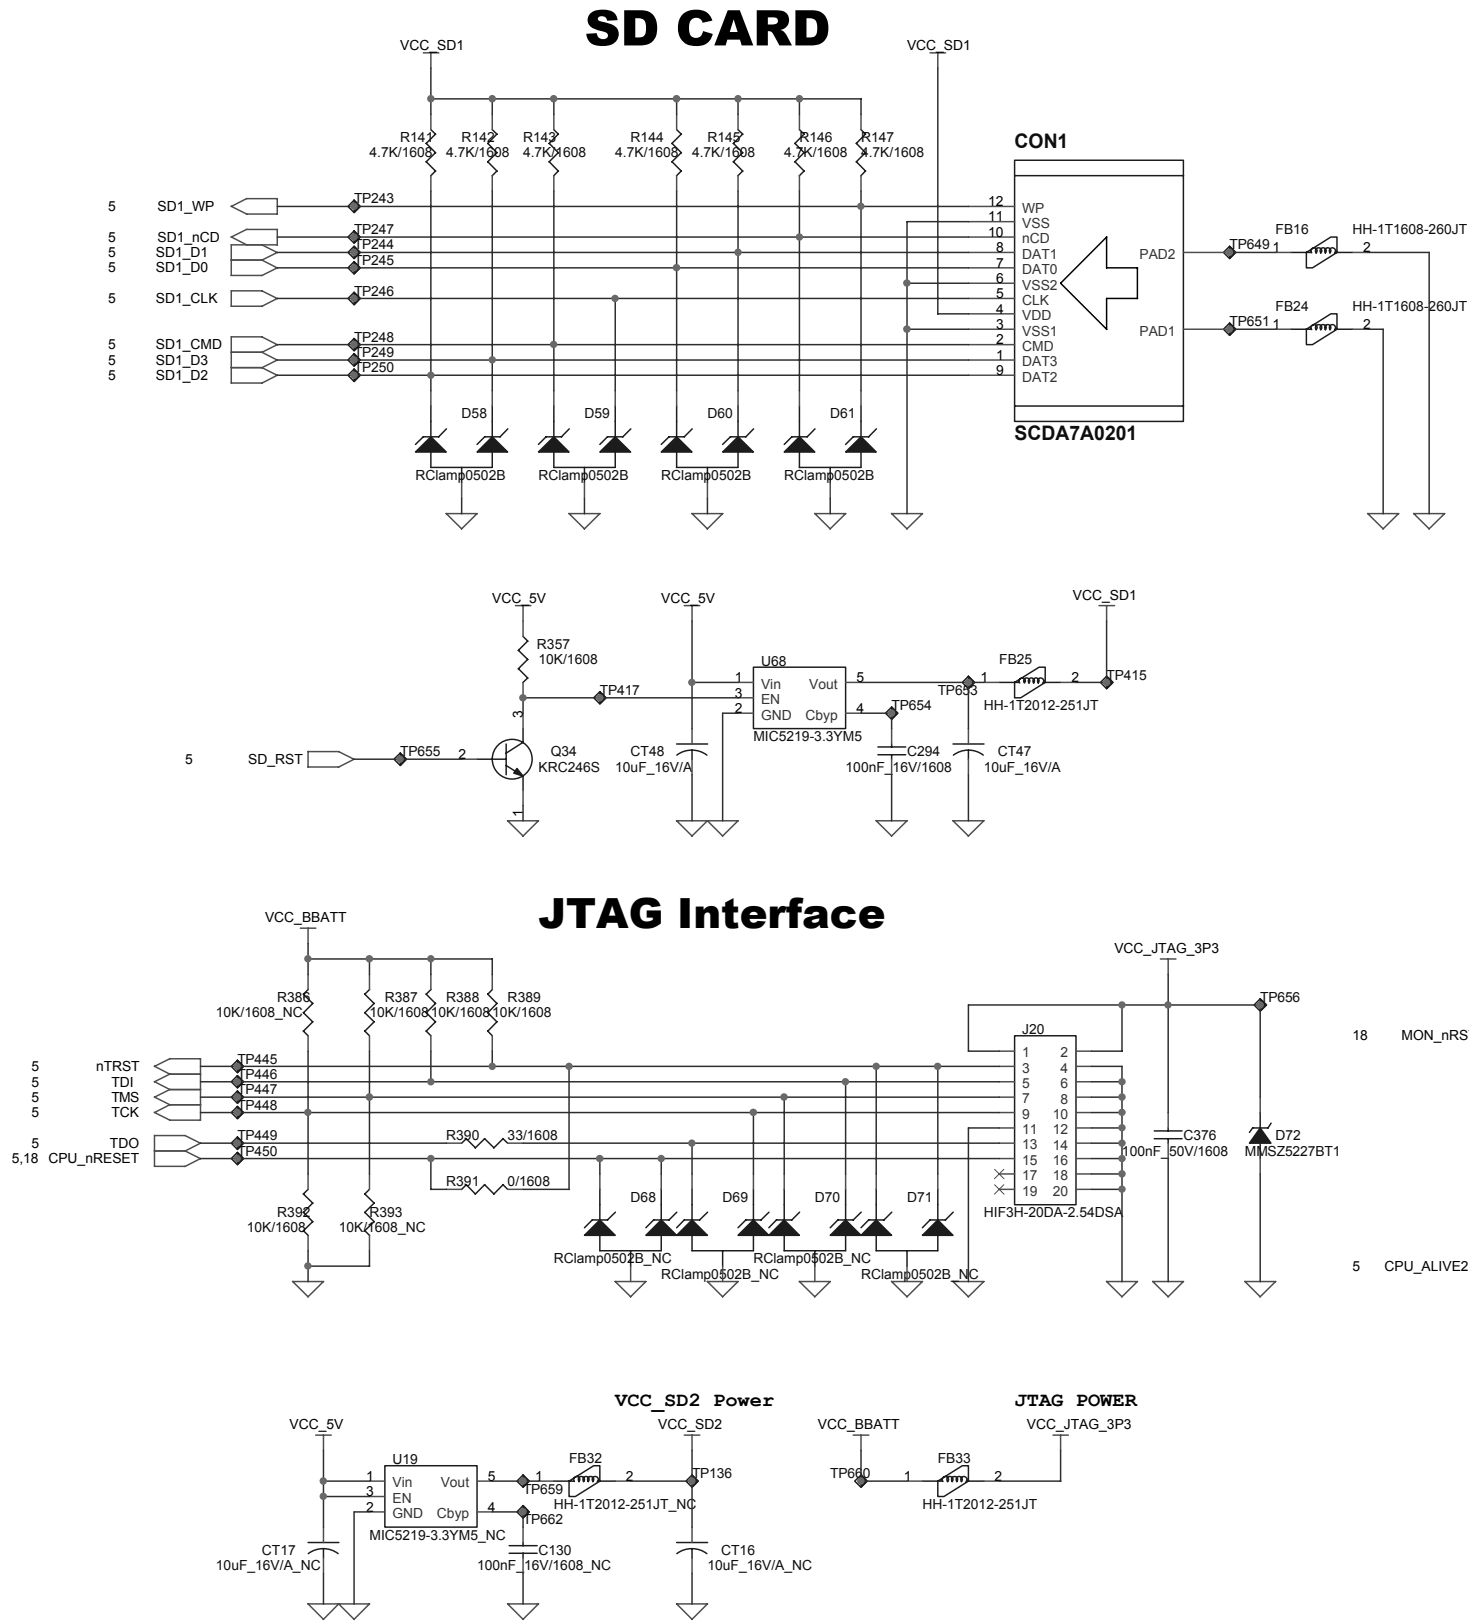 SD CARD
VCC_SD1
VCC_SD1
R141
4.7K/1608
R142
4.7K/1608
R143
4.7K/1608
R144
4.7K/1608
R145
4.7K/1608
R146
4.7K/1608
R147
4.7K/1608
CON1
5 SD1_WP TP243 12 WP
11 VSS
5 SD1_nCD TP247 10 nCD
5 SD1_D1 TP244 8 DAT1
5 SD1_D0 TP245 7 DAT0
6 VSS2
5 SD1_CLK TP246 5 CLK
4 VDD
3 VSS1
5 SD1_CMD TP248 2 CMD
5 SD1_D3 TP249 1 DAT3
5 SD1_D2 TP250 9 DAT2
PAD2 TP649 1 FB16 2 HH-1T1608-260JT
PAD1 TP651 1 FB24 2 HH-1T1608-260JT
SCDA7A0201
D58
RClamp0502B
D59
RClamp0502B
D60
RClamp0502B
D61
RClamp0502B
VCC_5V
R357
10K/1608
TP417
3
5 SD_RST TP655 2
Q34
KRC246S
1
VCC_5V
CT48
10uF_16V/A
U68
1 Vin Vout 5
3 EN
2 GND Cbyp 4
MIC5219-3.3YM5
TP654
C294
100nF_16V/1608
TP653
CT47
10uF_16V/A
FB25
1 2
HH-1T2012-251JT
VCC_SD1
TP415
JTAG Interface
VCC_BBATT
R386
10K/1608_NC
R387
10K/1608
R388
10K/1608
R389
10K/1608
5 nTRST TP445
5 TDI TP446
5 TMS TP447
5 TCK TP448
5 TDO TP449
5,18 CPU_nRESET TP450
R390 33/1608
R391 0/1608
R392
10K/1608
R393
10K/1608_NC
D68
RClamp0502B_NC
D69
RClamp0502B_NC
D70
RClamp0502B_NC
D71
RClamp0502B_NC
VCC_JTAG_3P3
TP656
J20
1 2
3 4
5 6
7 8
9 10
11 12
13 14
15 16
17 18
19 20
HIF3H-20DA-2.54DSA
C376
100nF_50V/1608
D72
MMSZ5227BT1
18 MON_nRS
5 CPU_ALIVE2
VCC_SD2 Power
VCC_5V
U19
1 Vin Vout 5
3 EN
2 GND Cbyp 4
MIC5219-3.3YM5_NC
CT17
10uF_16V/A_NC
TP659
TP662
C130
100nF_16V/1608_NC
FB32
1 2
HH-1T2012-251JT_NC
VCC_SD2
TP136
CT16
10uF_16V/A_NC
JTAG POWER
VCC_BBATT
TP660
FB33
1 2
HH-1T2012-251JT
VCC_JTAG_3P3